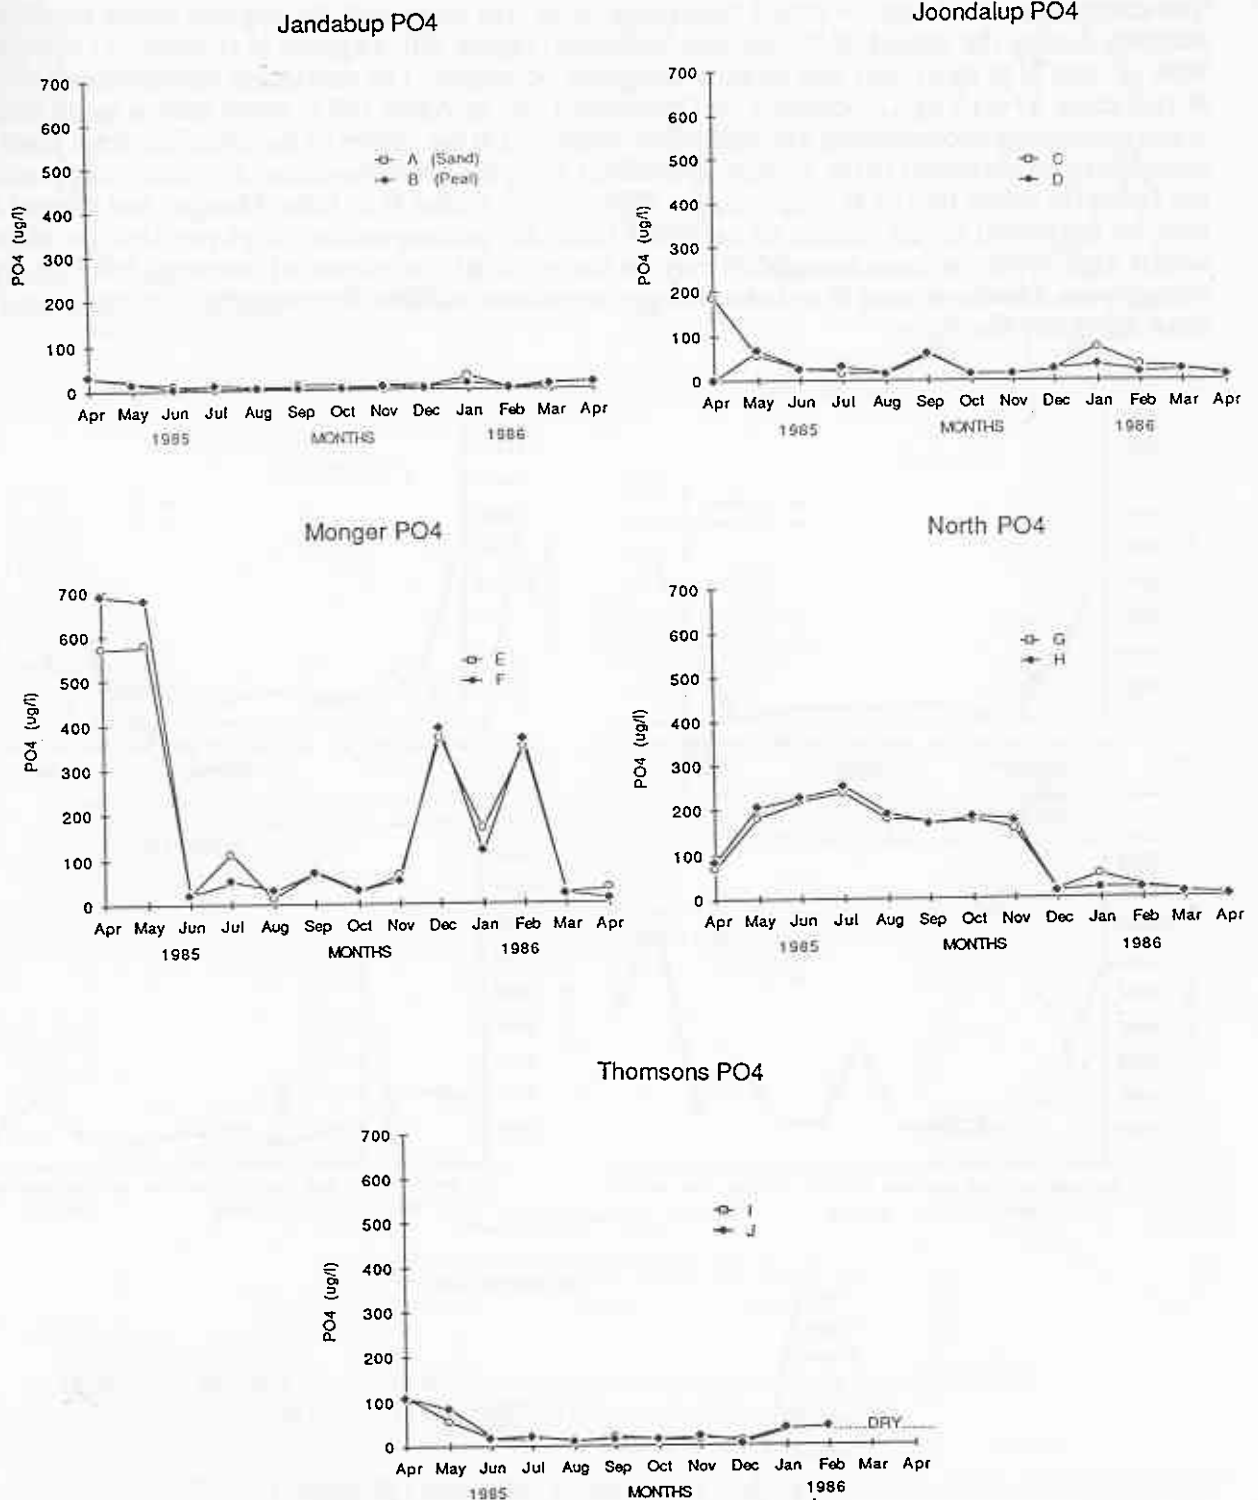 Jandabup PO4
700
600
500
400
300
200
100
0
PO4 (ug/l)
A (Sand)
B (Peat)
Apr May Jun Jul Aug Sep Oct Nov Dec Jan Feb Mar Apr
1985 MONTHS 1986
Joondalup PO4
700
600
500
400
300
200
100
0
PO4 (ug/l)
C
D
Apr May Jun Jul Aug Sep Oct Nov Dec Jan Feb Mar Apr
1985 MONTHS 1986
Monger PO4
700
600
500
400
300
200
100
0
PO4 (ug/l)
E
F
Apr May Jun Jul Aug Sep Oct Nov Dec Jan Feb Mar Apr
1985 MONTHS 1986
North PO4
700
600
500
400
300
200
100
0
PO4 (ug/l)
G
H
Apr May Jun Jul Aug Sep Oct Nov Dec Jan Feb Mar Apr
1985 MONTHS 1986
Thomsons PO4
700
600
500
400
300
200
100
0
PO4 (ug/l)
I
J
DRY
Apr May Jun Jul Aug Sep Oct Nov Dec Jan Feb Mar Apr
1985 MONTHS 1986